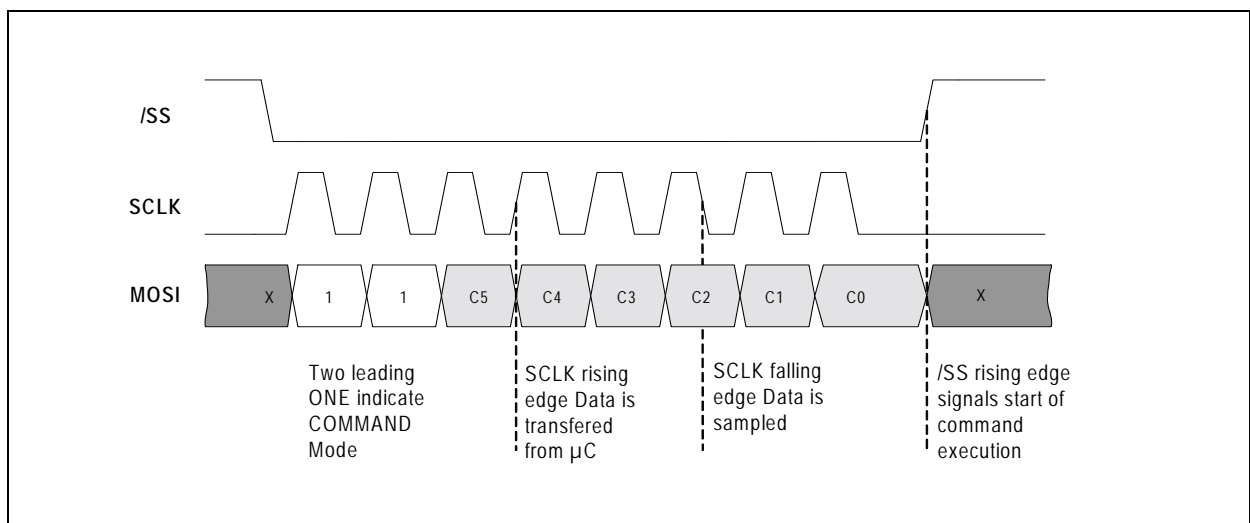 /SS
SCLK
MOSI
X
1
1
C5
C4
C3
C2
C1
C0
X
Two leading
ONE indicate
COMMAND
Mode
SCLK rising
edge Data is
transfered
from µC
SCLK falling
edge Data is
sampled
/SS rising edge
signals start of
command
execution